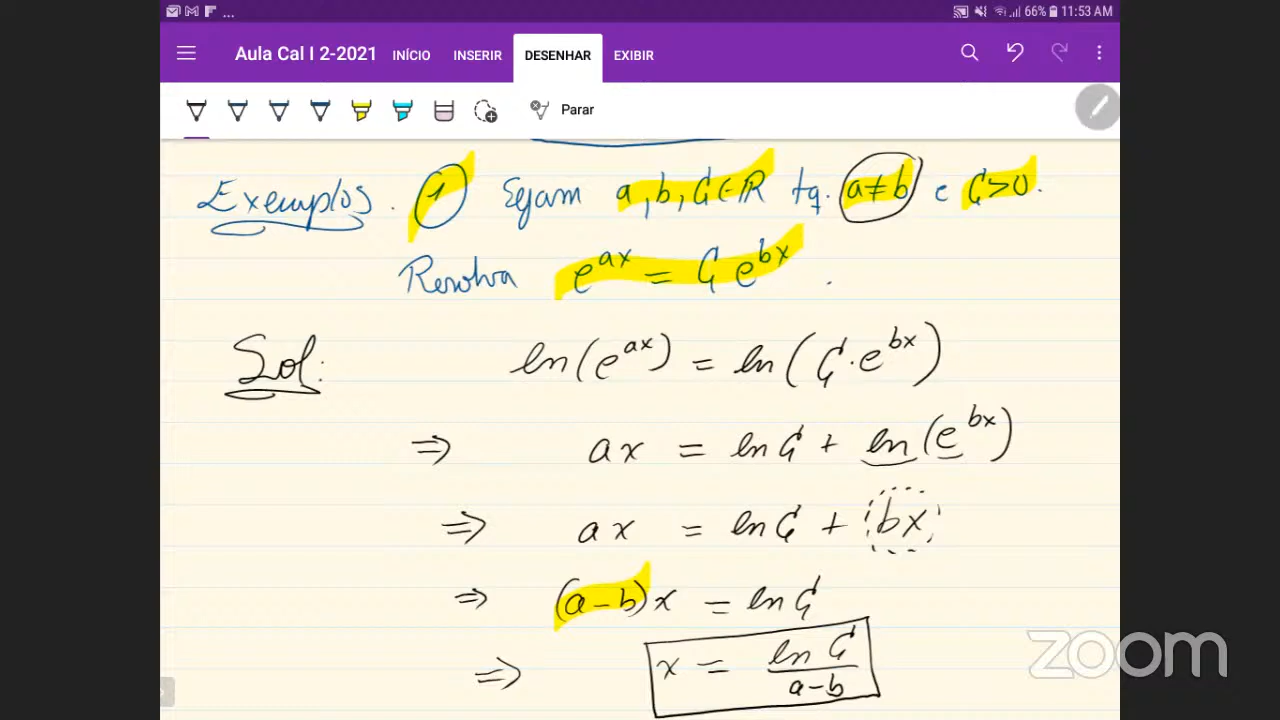 ...
66% 11:53 AM
Aula Cal I 2-2021 INÍCIO INSERIR DESENHAR EXIBIR
Parar
Exemplos. 1 Sejam a, b, C ∈ ℝ tq. a ≠ b e C > 0.
Resolva e^{ax} = C e^{bx}.
Sol: ln(e^{ax}) = ln(C · e^{bx})
⇒ ax = ln C + ln(e^{bx})
⇒ ax = ln C + bx
⇒ (a-b)x = ln C
⇒ x = ln C / a-b
zoom